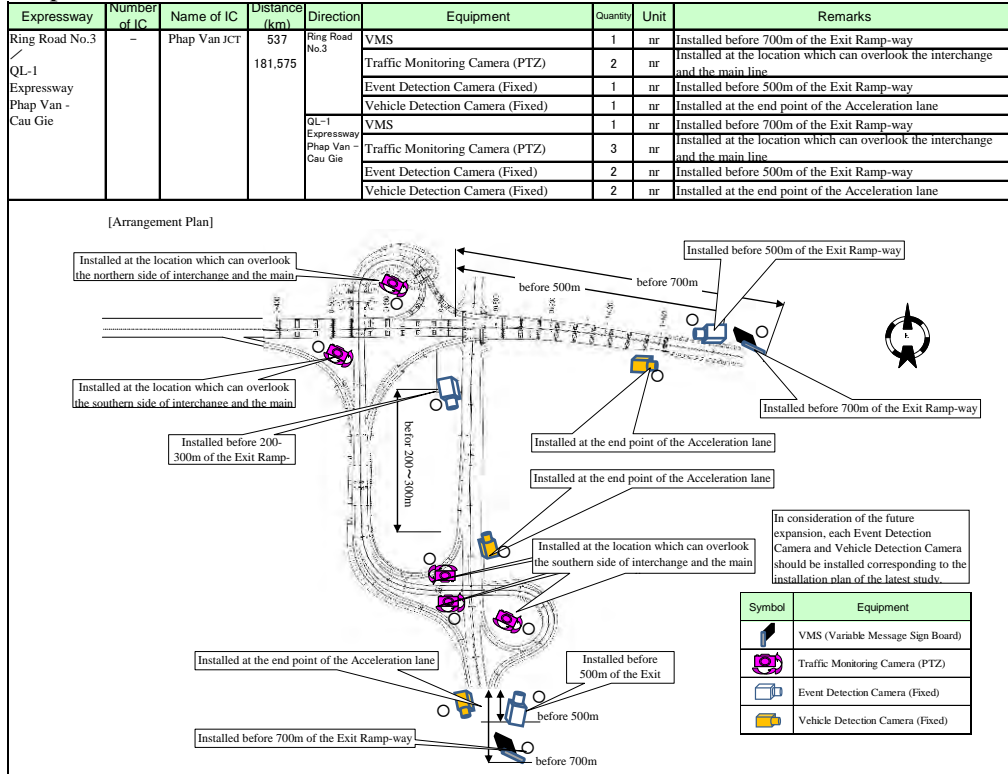 Expressway Number of IC Name of IC Distance (km) Direction Equipment Quantity Unit Remarks
Ring Road No.3 ／ QL-1 Expressway Phap Van - Cau Gie − Phap Van JCT 537 181,575
Ring Road No.3 VMS 1 nr Installed before 700m of the Exit Ramp-way
Traffic Monitoring Camera (PTZ) 2 nr Installed at the location which can overlook the interchange and the main line
Event Detection Camera (Fixed) 1 nr Installed before 500m of the Exit Ramp-way
Vehicle Detection Camera (Fixed) 1 nr Installed at the end point of the Acceleration lane
QL-1 Expressway Phap Van − Cau Gie VMS 1 nr Installed before 700m of the Exit Ramp-way
Traffic Monitoring Camera (PTZ) 3 nr Installed at the location which can overlook the interchange and the main line
Event Detection Camera (Fixed) 2 nr Installed before 500m of the Exit Ramp-way
Vehicle Detection Camera (Fixed) 2 nr Installed at the end point of the Acceleration lane
[Arrangement Plan]
Installed at the location which can overlook
the northern side of interchange and the main
Installed before 500m of the Exit Ramp-way
before 700m
before 500m
Installed at the location which can overlook
the southern side of interchange and the main
Installed before 700m of the Exit Ramp-way
Installed before 200-
300m of the Exit Ramp-
befor 200～300m
Installed at the end point of the Acceleration lane
Installed at the end point of the Acceleration lane
Installed at the location which can overlook
the southern side of interchange and the main
In consideration of the future
expansion, each Event Detection
Camera and Vehicle Detection Camera
should be installed corresponding to the
installation plan of the latest study.
Symbol Equipment
VMS (Variable Message Sign Board)
Traffic Monitoring Camera (PTZ)
Event Detection Camera (Fixed)
Vehicle Detection Camera (Fixed)
Installed at the end point of the Acceleration lane
Installed before
500m of the Exit
before 500m
Installed before 700m of the Exit Ramp-way
before 700m